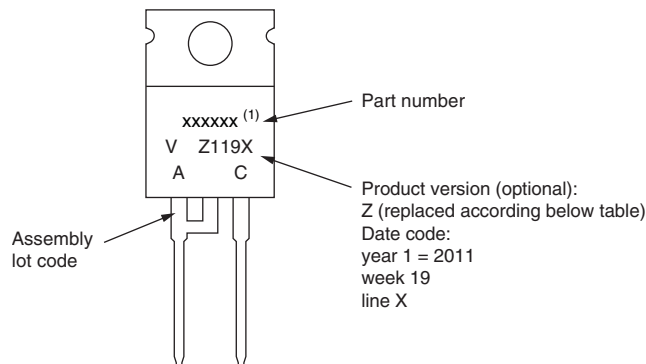 xxxxxx (1)
V Z119X
A C
Part number
Product version (optional):
Z (replaced according below table)
Date code:
year 1 = 2011
week 19
line X
Assembly
lot code